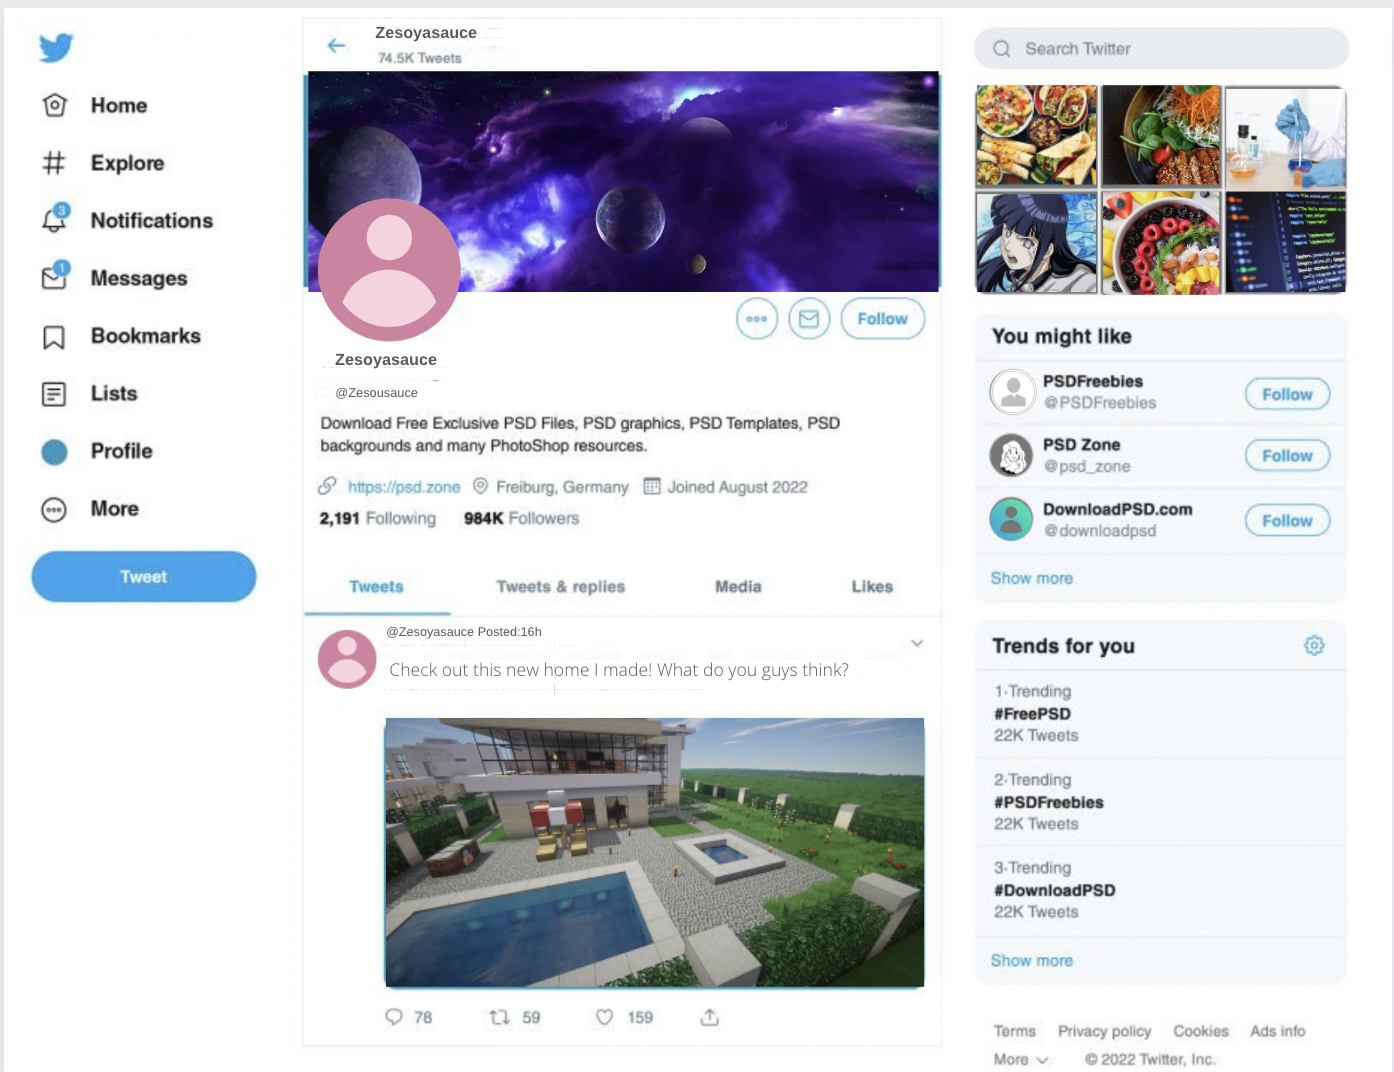 Home
Explore
3
Notifications
1
Messages
Bookmarks
Lists
Profile
More
Tweet
Zesoyasauce
74.5K Tweets
Follow
Zesoyasauce
@Zesousauce
Download Free Exclusive PSD Files, PSD graphics, PSD Templates, PSD
backgrounds and many PhotoShop resources.
https://psd.zone Freiburg, Germany Joined August 2022
2,191 Following 984K Followers
Tweets Tweets & replies Media Likes
@Zesoyasauce Posted:16h
Check out this new home I made! What do you guys think?
78 59 159
Search Twitter
You might like
PSDFreebies
@PSDFreebies
Follow
PSD Zone
@psd_zone
Follow
DownloadPSD.com
@downloadpsd
Follow
Show more
Trends for you
1·Trending
#FreePSD
22K Tweets
2·Trending
#PSDFreebies
22K Tweets
3·Trending
#DownloadPSD
22K Tweets
Show more
Terms Privacy policy Cookies Ads info
More © 2022 Twitter, Inc.